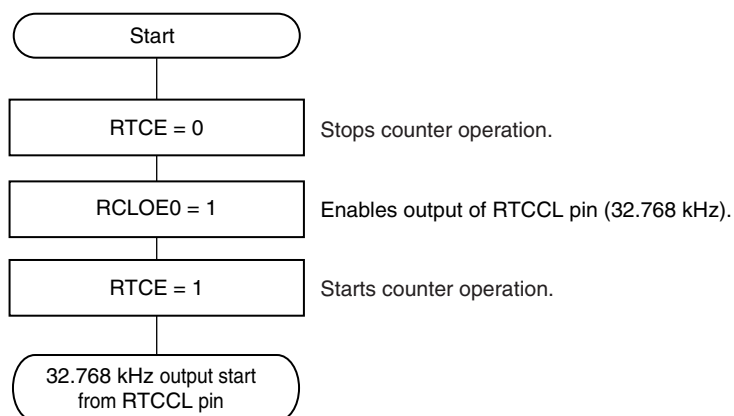 Start
RTCE = 0
Stops counter operation.
RCLOE0 = 1
Enables output of RTCCL pin (32.768 kHz).
RTCE = 1
Starts counter operation.
32.768 kHz output start
from RTCCL pin